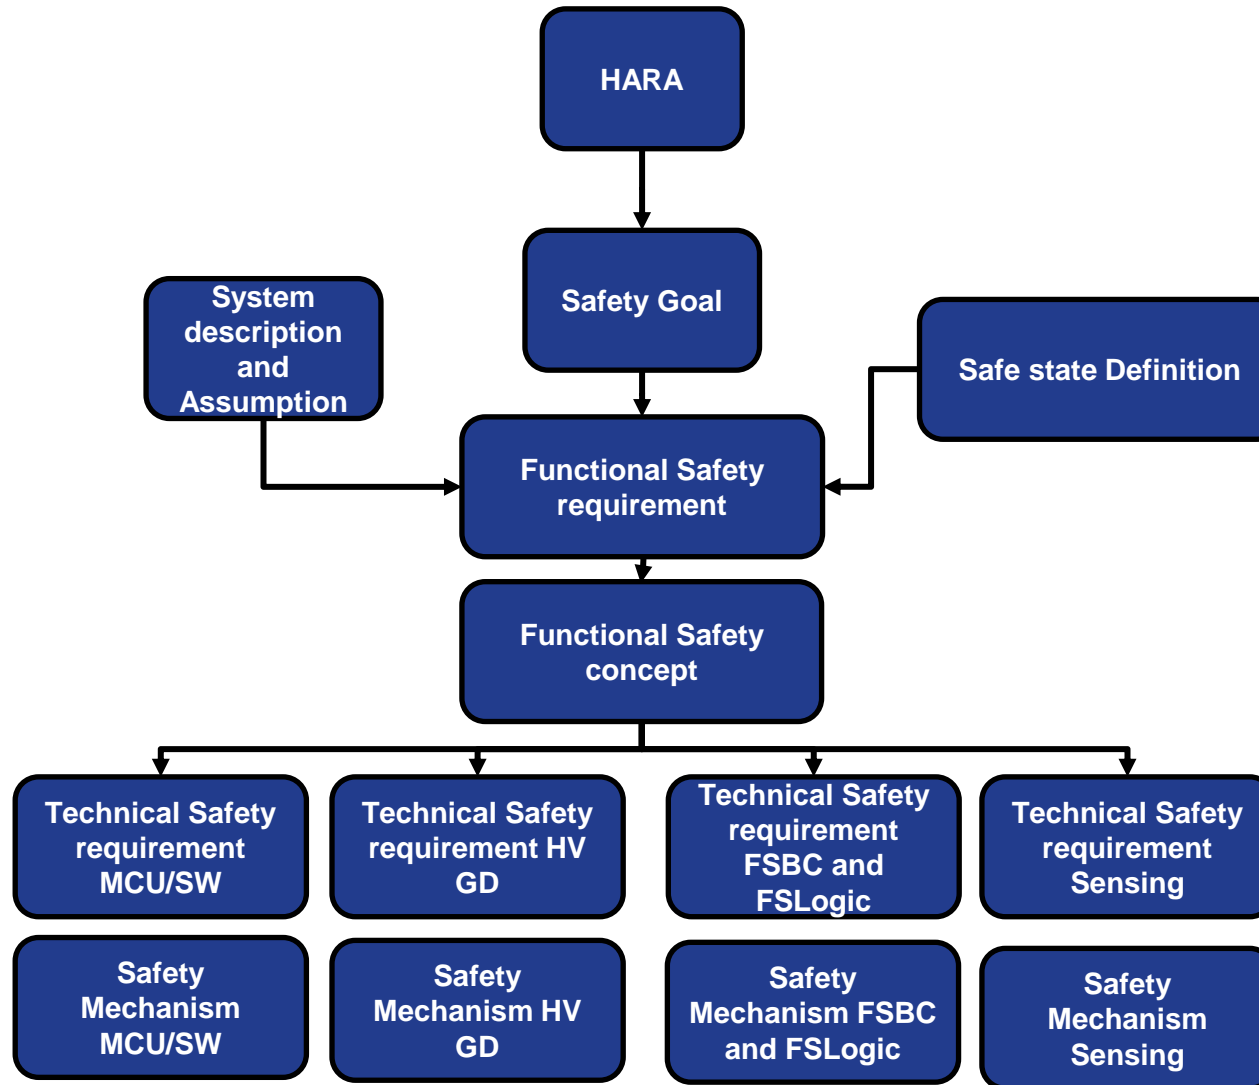 HARA
Safety Goal
System
description
and
Assumption
Safe state Definition
Functional Safety
requirement
Functional Safety
concept
Technical Safety
requirement
MCU/SW
Technical Safety
requirement HV
GD
Technical Safety
requirement
FSBC and
FSLogic
Technical Safety
requirement
Sensing
Safety
Mechanism
MCU/SW
Safety
Mechanism HV
GD
Safety
Mechanism FSBC
and FSLogic
Safety
Mechanism
Sensing